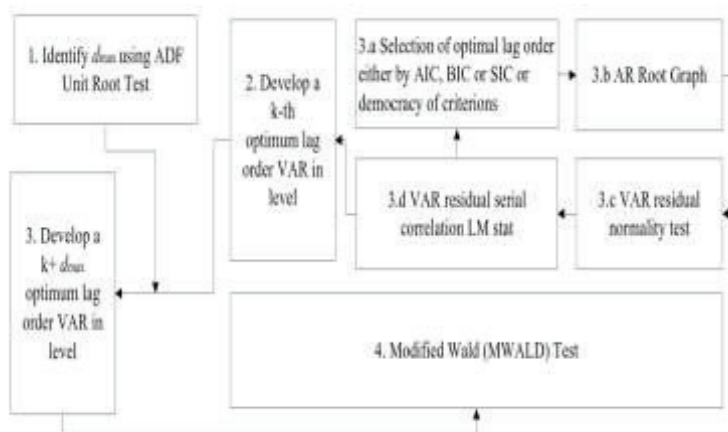 1. Identify dmax using ADF
Unit Root Test
2. Develop a
k-th
optimum lag
order VAR in
level
3.a Selection of optimal lag order
either by AIC, BIC or SIC or
democracy of criterions
3.b AR Root Graph
3.c VAR residual
normality test
3.d VAR residual serial
correlation LM stat
3. Develop a
k+ dmax
optimum lag
order VAR in
level
4. Modified Wald (MWALD) Test